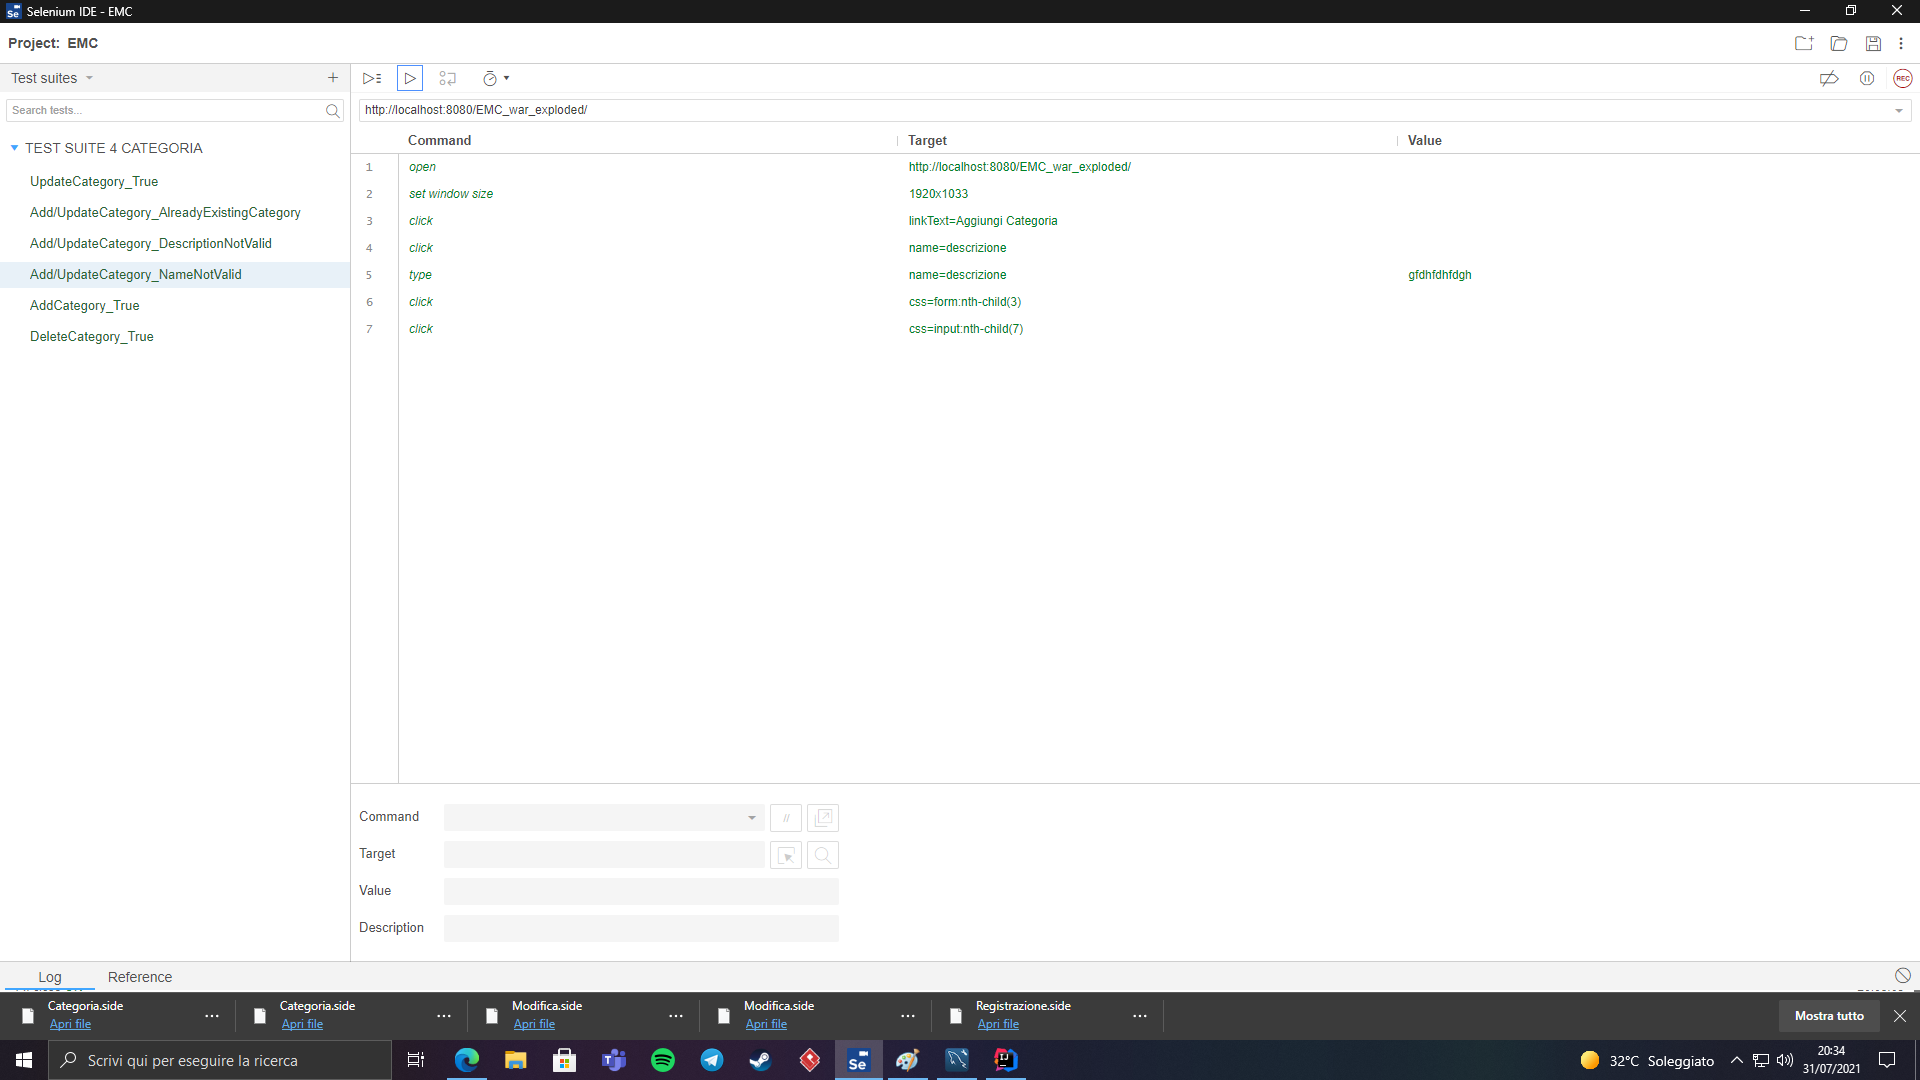 Selenium IDE - EMC
Project: EMC
Test suites
Search tests...
TEST SUITE 4 CATEGORIA
UpdateCategory_True
Add/UpdateCategory_AlreadyExistingCategory
Add/UpdateCategory_DescriptionNotValid
Add/UpdateCategory_NameNotValid
AddCategory_True
DeleteCategory_True
REC
http://localhost:8080/EMC_war_exploded/
Command Target Value
1 open http://localhost:8080/EMC_war_exploded/
2 set window size 1920x1033
3 click linkText=Aggiungi Categoria
4 click name=descrizione
5 type name=descrizione gfdhfdhfdgh
6 click css=form:nth-child(3)
7 click css=input:nth-child(7)
Command
//
Target
Value
Description
Log Reference
Categoria.side
Apri file
Categoria.side
Apri file
Modifica.side
Apri file
Modifica.side
Apri file
Registrazione.side
Apri file
Mostra tutto
Scrivi qui per eseguire la ricerca
Se
32°C Soleggiato
20:34
31/07/2021